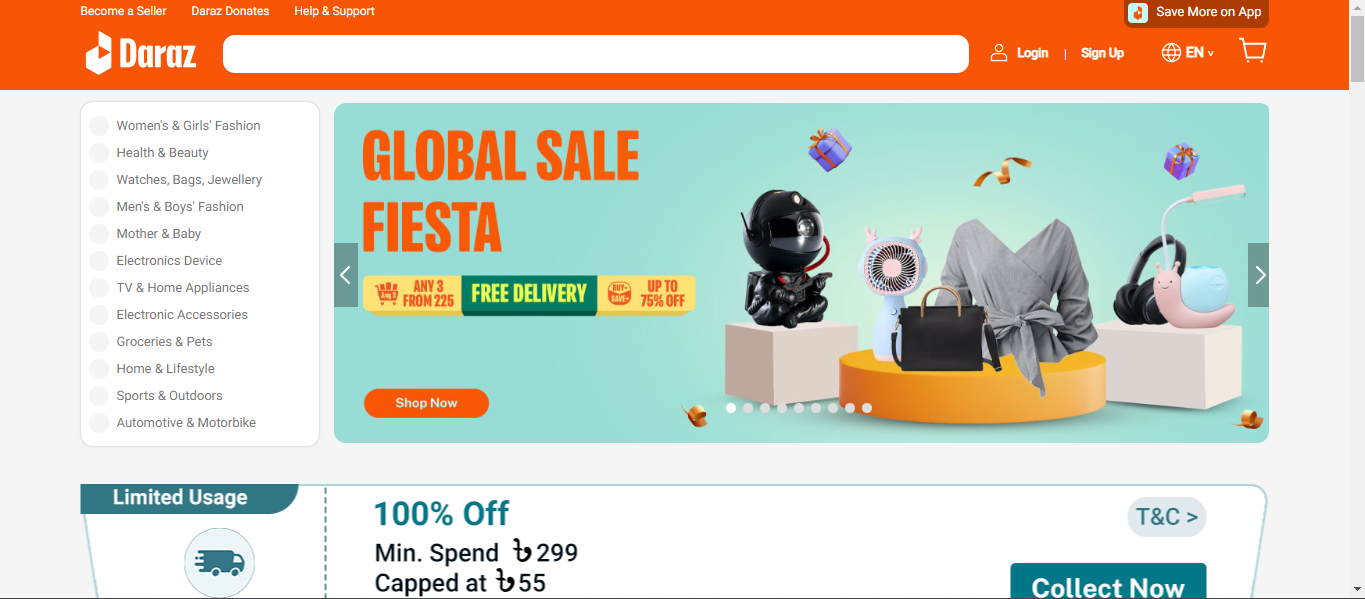 Become a Seller
Daraz Donates
Help & Support
Save More on App
Daraz
Login | Sign Up
EN
Women's & Girls' Fashion
Health & Beauty
Watches, Bags, Jewellery
Men's & Boys' Fashion
Mother & Baby
Electronics Device
TV & Home Appliances
Electronic Accessories
Groceries & Pets
Home & Lifestyle
Sports & Outdoors
Automotive & Motorbike
GLOBAL SALE
FIESTA
ANY 3
FROM 225
FREE DELIVERY
BUY+
SAVE+
UP TO
75% OFF
Shop Now
Limited Usage
100% Off
Min. Spend ৳ 299
Capped at ৳ 55
T&C >
Collect Now